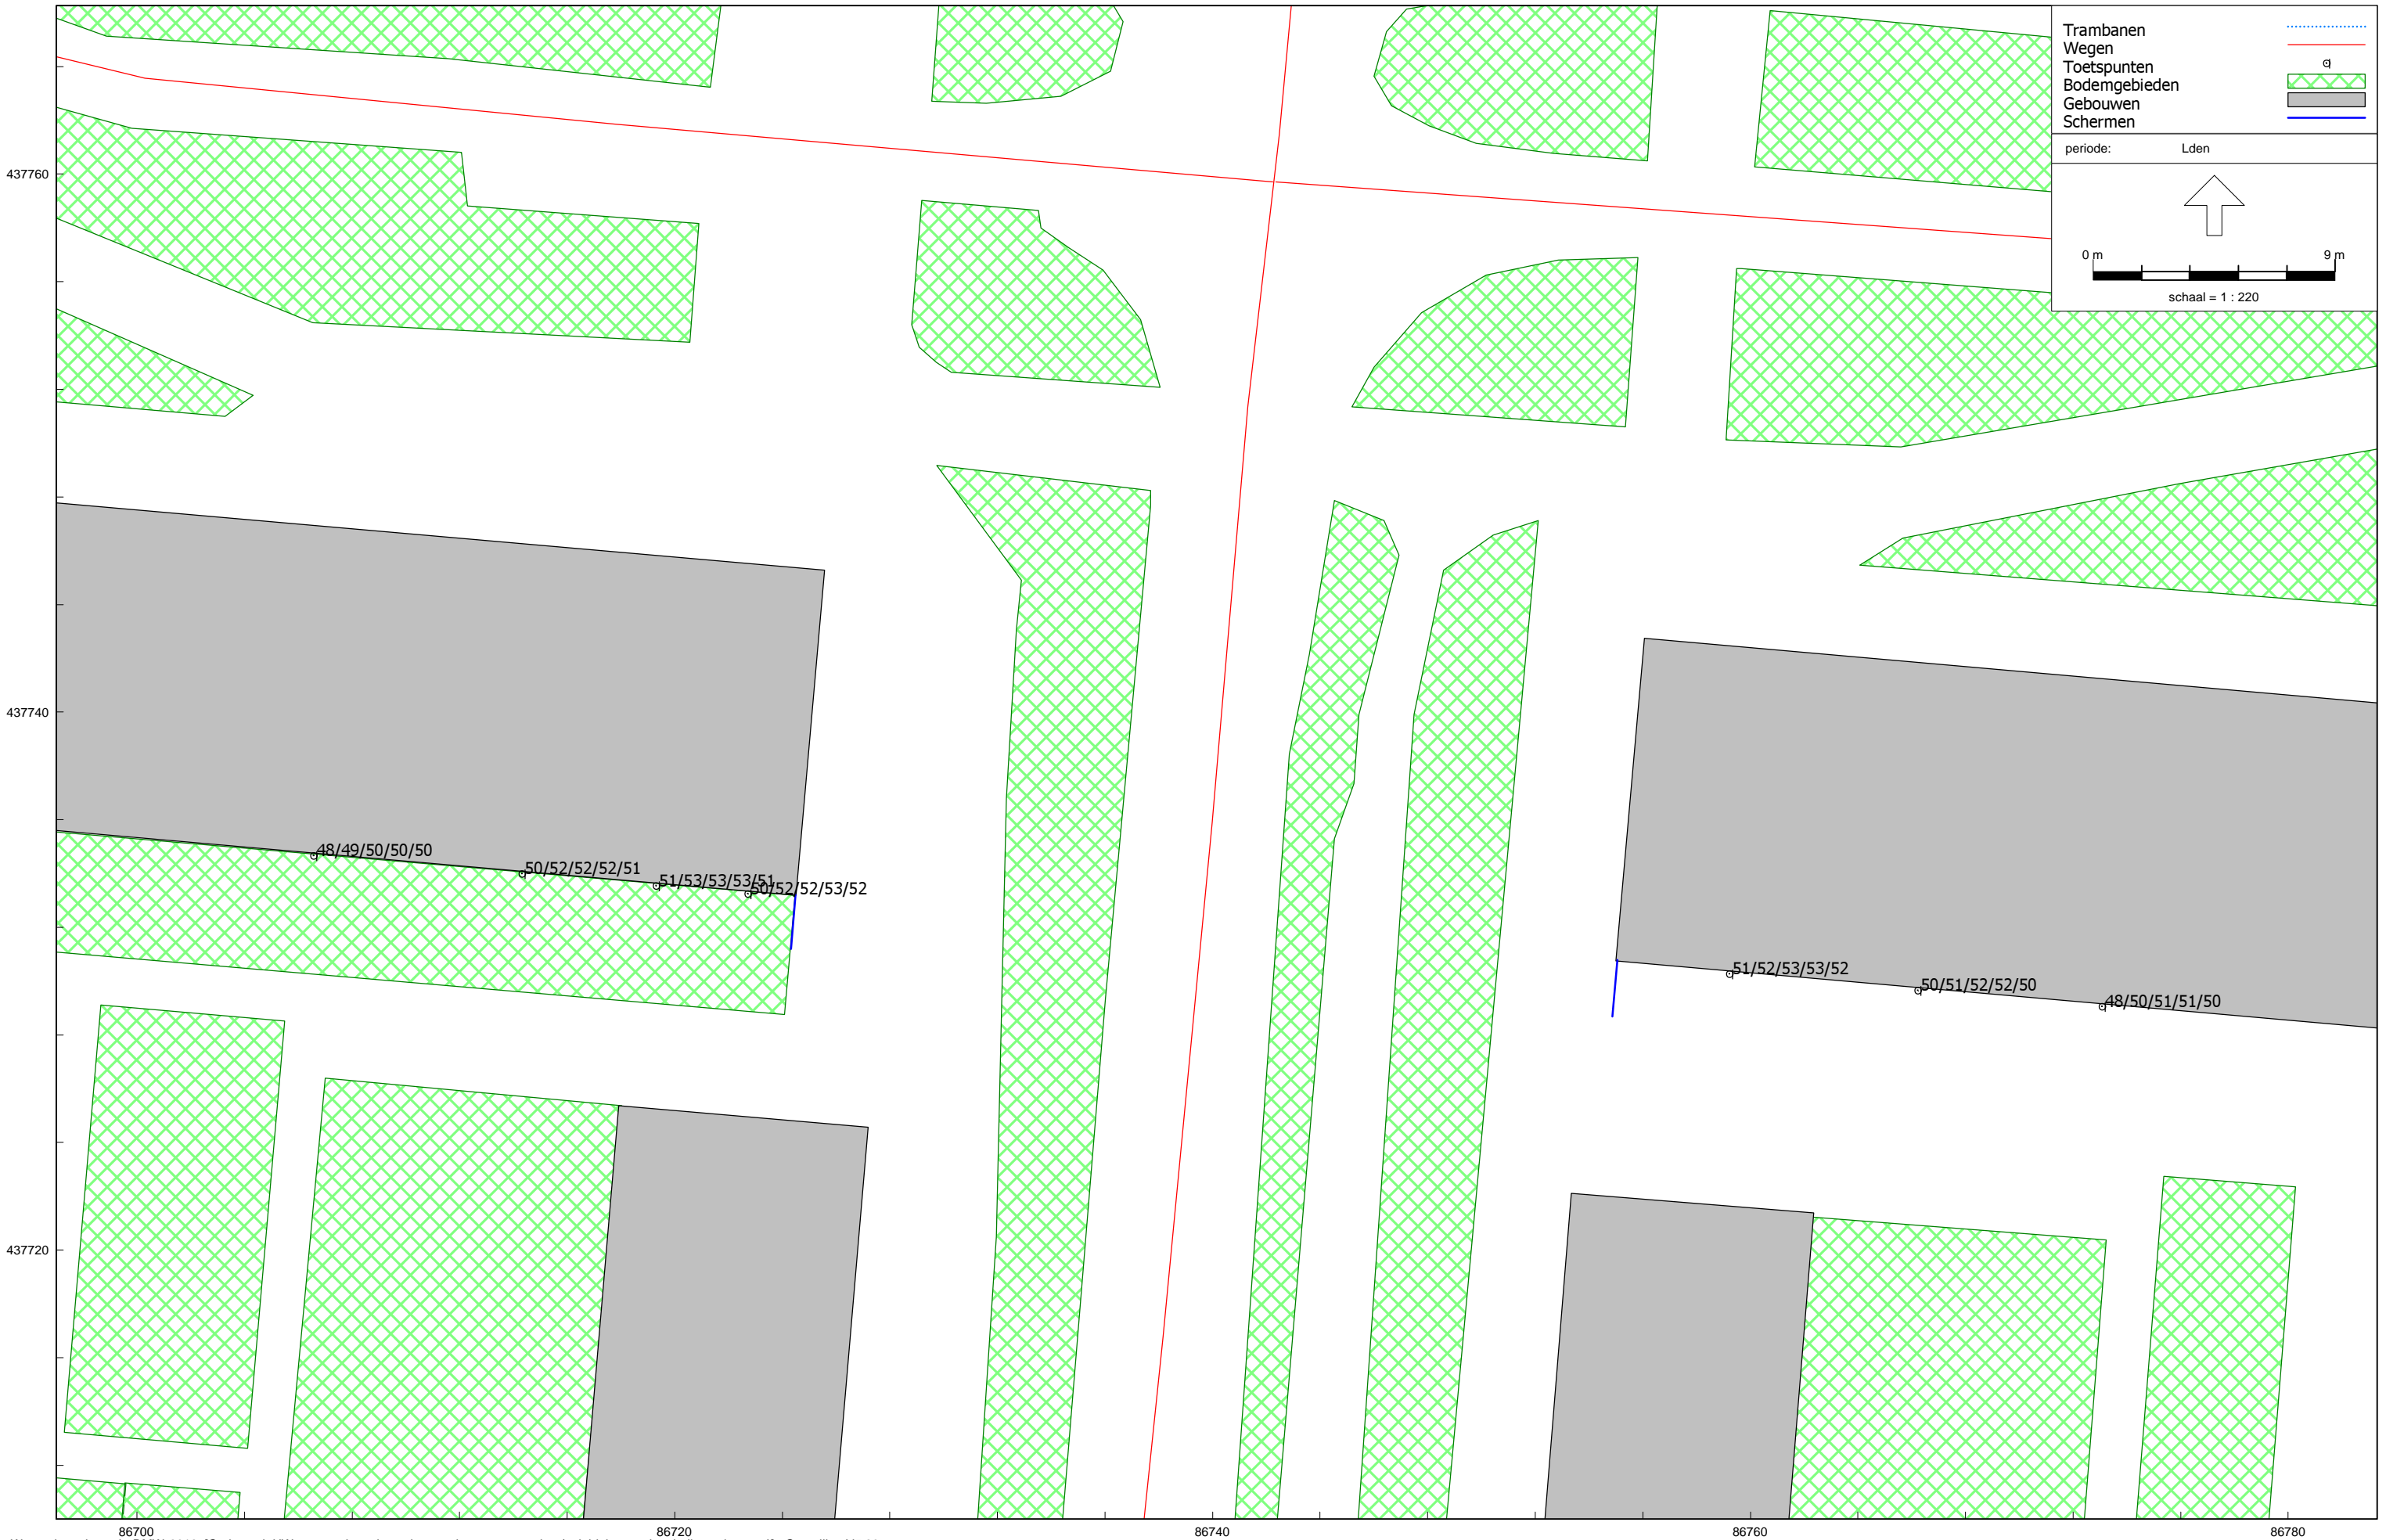 Trambanen
Wegen
Toetspunten
Bodemgebieden
Gebouwen
Schermen
periode: Lden
0 m 9 m
schaal = 1 : 220
437760
437740
48/49/50/50/50
50/52/52/52/51
51/53/53/53/51
50/52/52/53/52
51/52/53/53/52
50/51/52/52/50
48/50/51/51/50
437720
86700 86720 86740 86760 86780